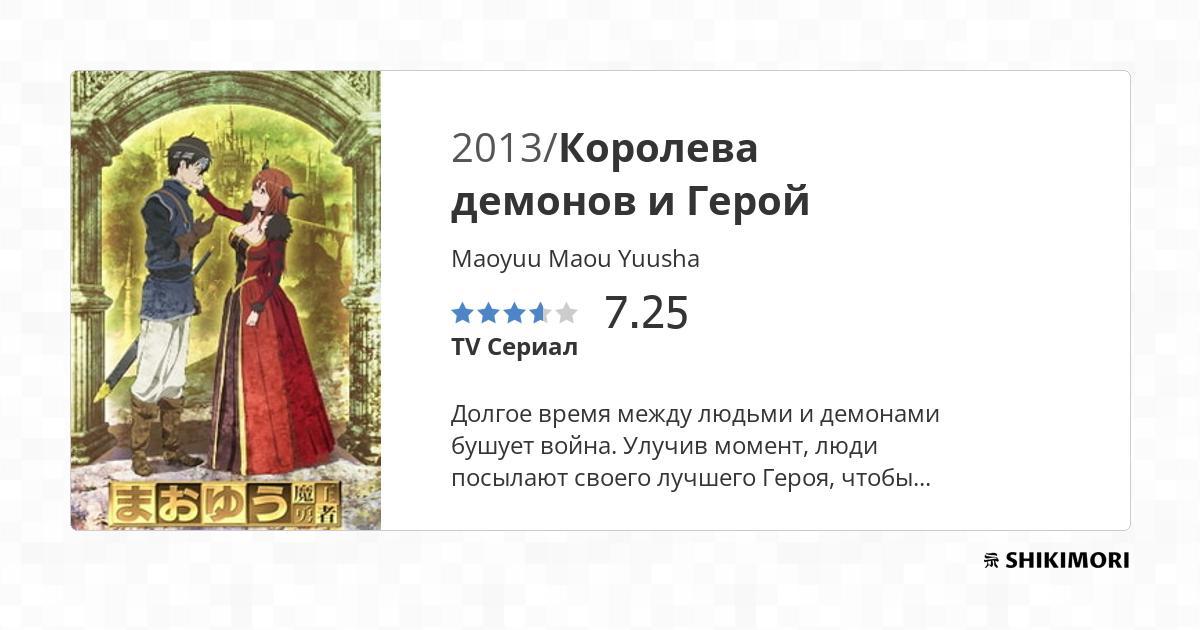 2013/Королева
демонов и Герой
Maoyuu Maou Yuusha
7.25
TV Сериал
Долгое время между людьми и демонами
бушует война. Улучив момент, люди
посылают своего лучшего Героя, чтобы...
まおゆう魔王勇者
SHIKIMORI